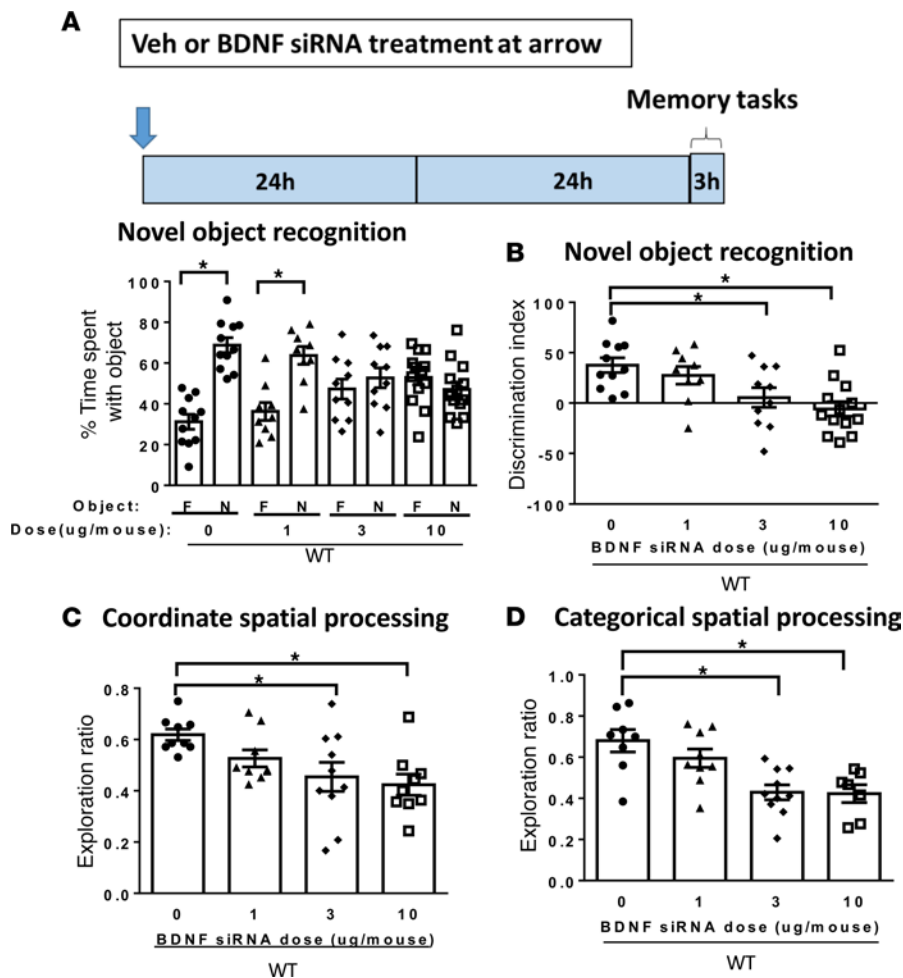 A
Veh or BDNF siRNA treatment at arrow
Memory tasks
24h 24h 3h
Novel object recognition
% Time spent with object
100
80
60
40
20
0
* *
Object: F N F N F N F N
Dose(ug/mouse): 0 1 3 10
WT
B Novel object recognition
Discrimination index
100
50
0
-50
-100
*
*
0 1 3 10
BDNF siRNA dose (ug/mouse)
WT
C Coordinate spatial processing
Exploration ratio
0.8
0.6
0.4
0.2
0.0
*
*
0 1 3 10
BDNF siRNA dose (ug/mouse)
WT
D Categorical spatial processing
Exploration ratio
1.0
0.8
0.6
0.4
0.2
0.0
*
*
0 1 3 10
BDNF siRNA dose (ug/mouse)
WT